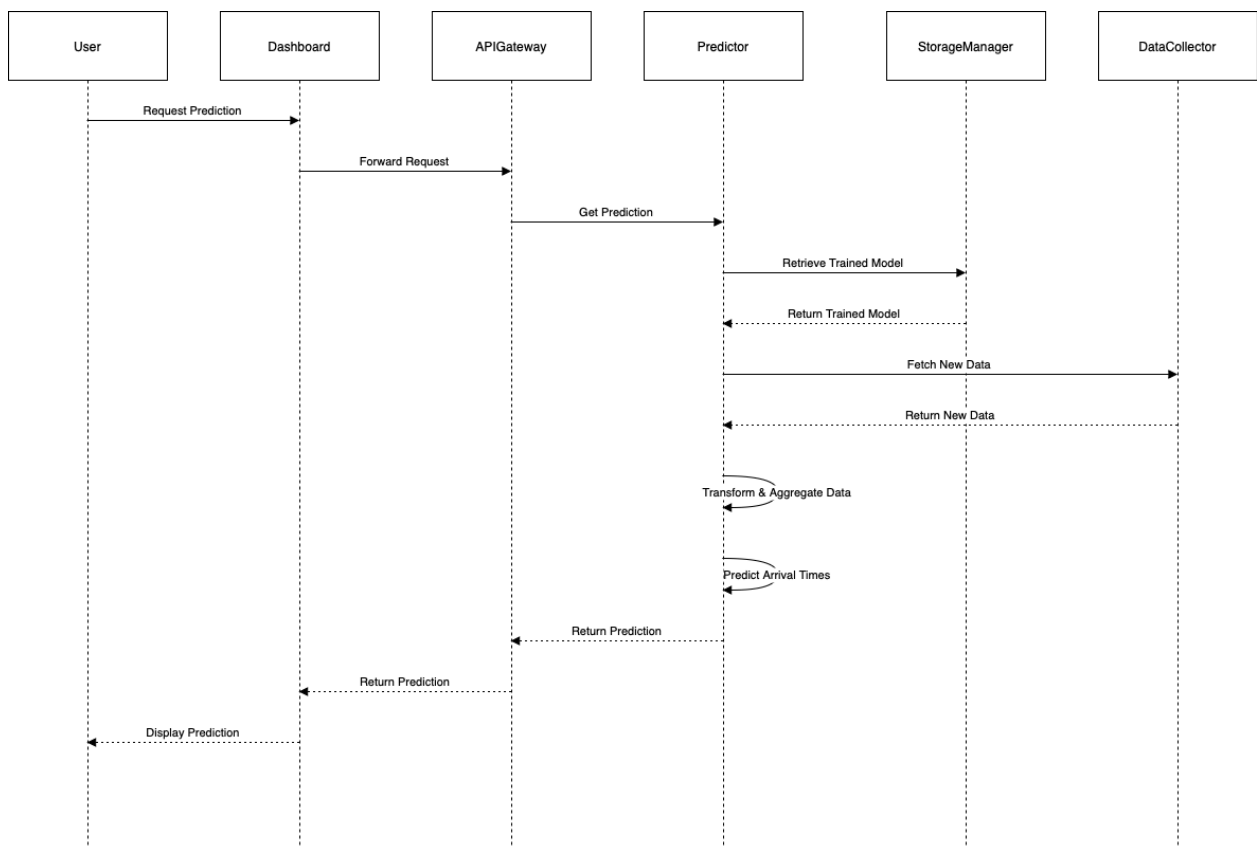 User
Dashboard
APIGateway
Predictor
StorageManager
DataCollector
Request Prediction
Forward Request
Get Prediction
Retrieve Trained Model
Return Trained Model
Fetch New Data
Return New Data
Transform & Aggregate Data
Predict Arrival Times
Return Prediction
Return Prediction
Display Prediction